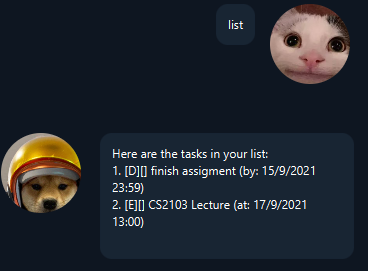 list
Here are the tasks in your list:
1. [D][] finish assigment (by: 15/9/2021
23:59)
2. [E][] CS2103 Lecture (at: 17/9/2021
13:00)